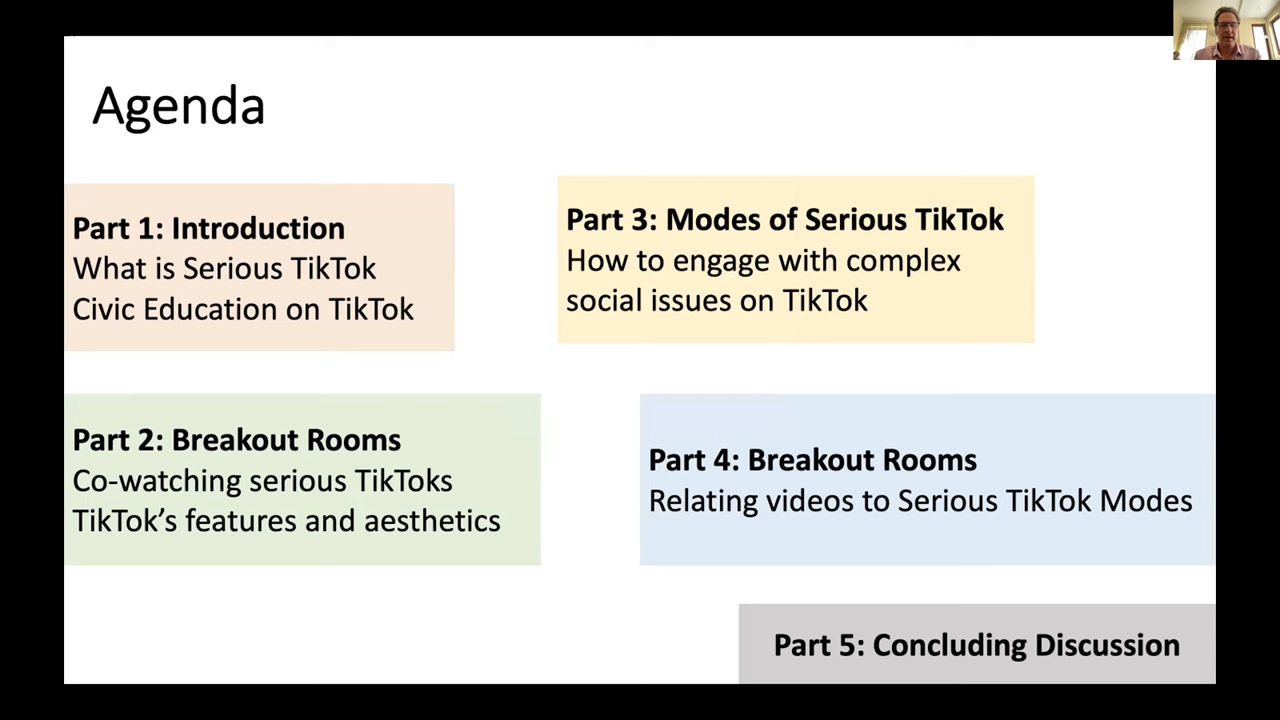 Agenda
Part 1: Introduction
What is Serious TikTok
Civic Education on TikTok
Part 2: Breakout Rooms
Co-watching serious TikToks
TikTok’s features and aesthetics
Part 3: Modes of Serious TikTok
How to engage with complex
social issues on TikTok
Part 4: Breakout Rooms
Relating videos to Serious TikTok Modes
Part 5: Concluding Discussion